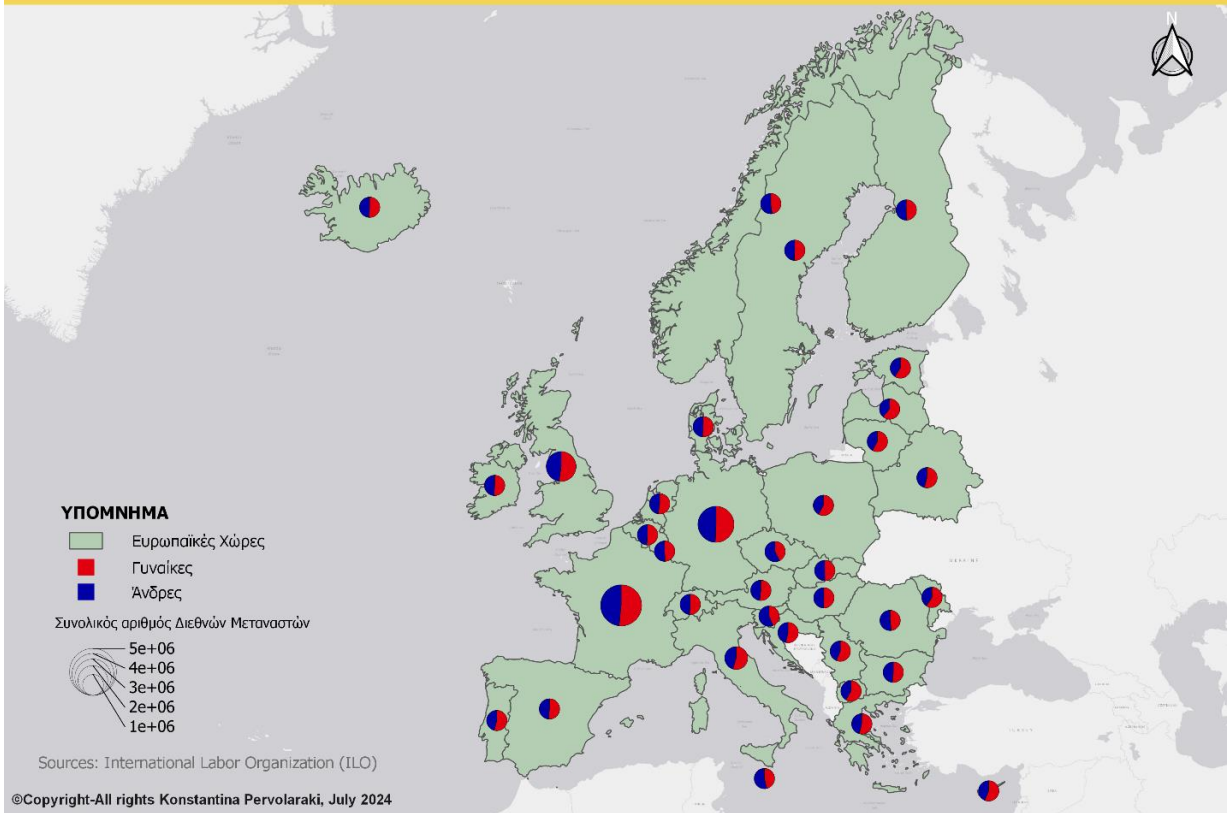 N
ΥΠΟΜΝΗΜΑ
Ευρωπαϊκές Χώρες
Γυναίκες
Άνδρες
Συνολικός αριθμός Διεθνών Μεταναστών
5e+06
4e+06
3e+06
2e+06
1e+06
Sources: International Labor Organization (ILO)
©Copyright-All rights Konstantina Pervolaraki, July 2024